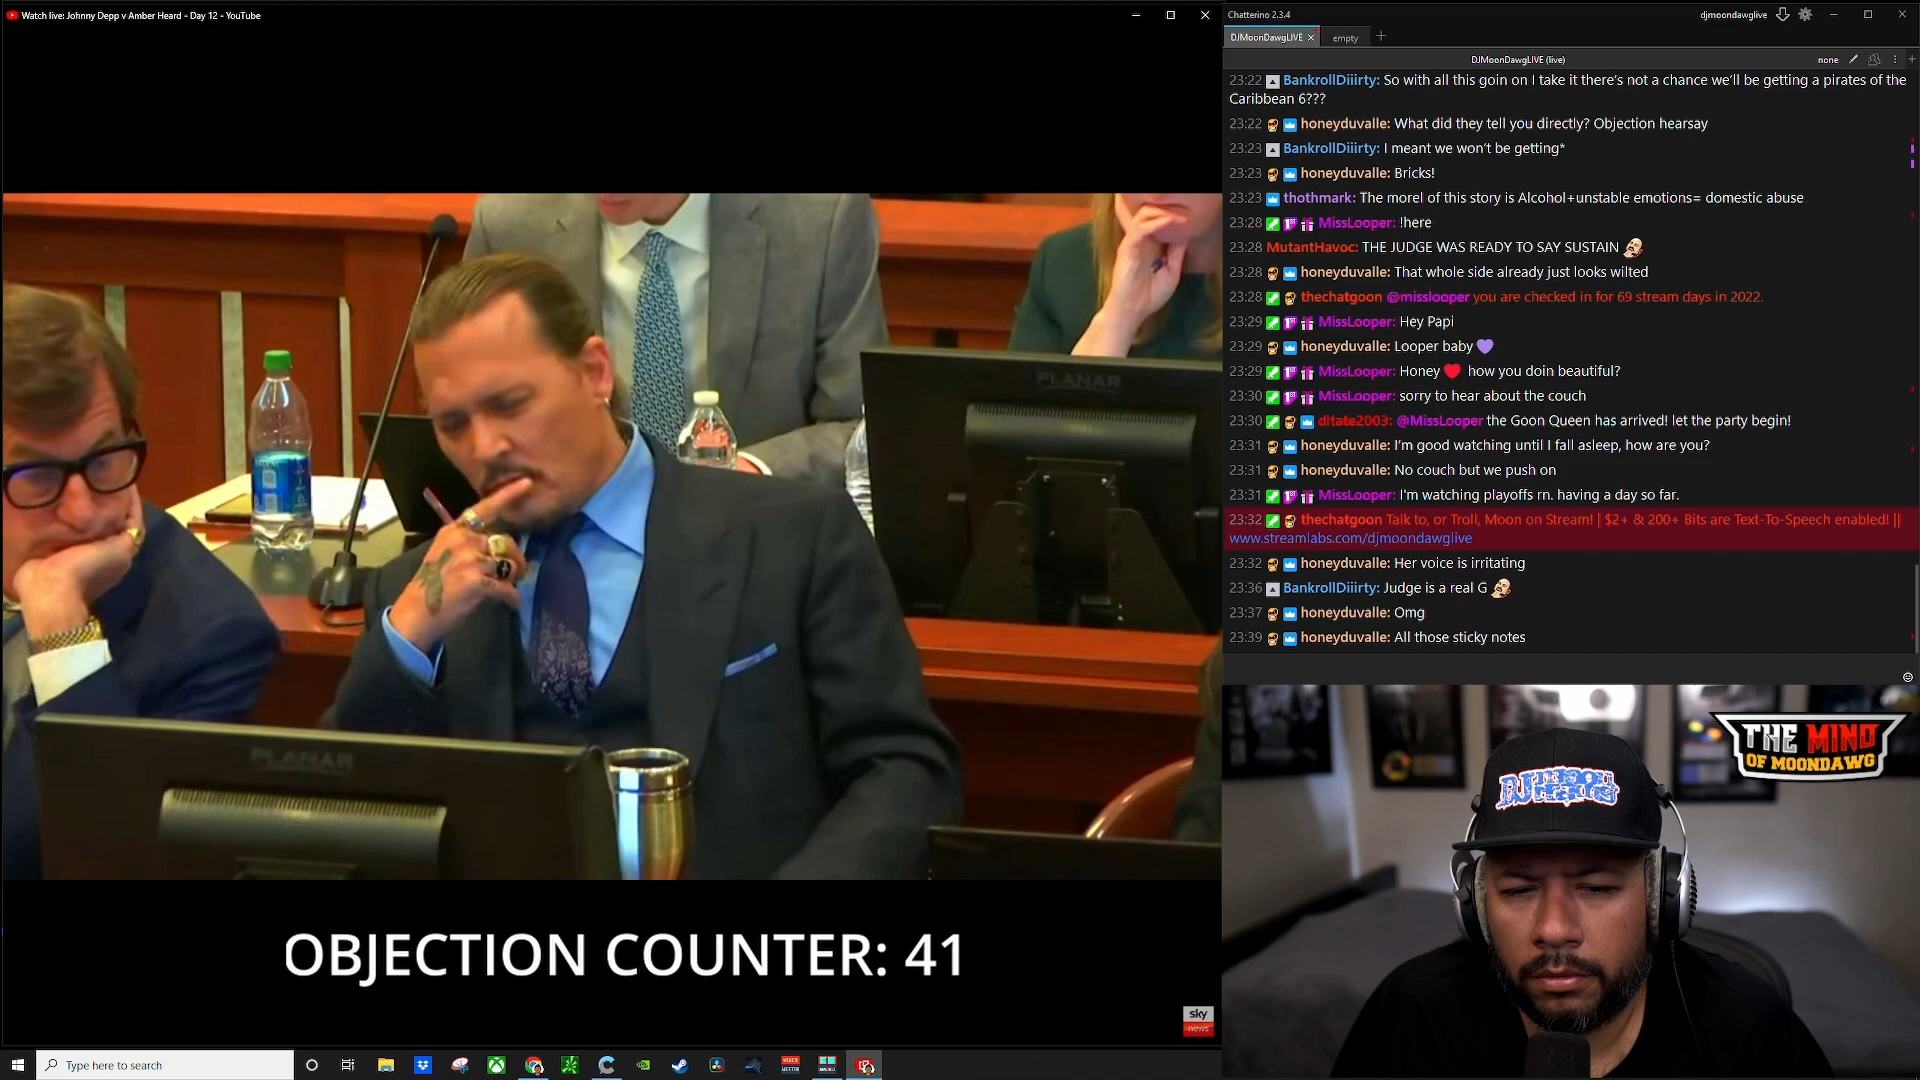 Watch live: Johnny Depp v Amber Heard - Day 12 - YouTube
PLANAR
PLANAR
OBJECTION COUNTER: 41
sky
news
Type here to search
Chatterino 2.3.4
djmoondawglive
DJMoonDawgLIVE
empty
DJMoonDawgLIVE (live)
none
23:22 BankrollDiiirty: So with all this goin on I take it there's not a chance we'll be getting a pirates of the
Caribbean 6???
23:22 honeyduvalle: What did they tell you directly? Objection hearsay
23:23 BankrollDiiirty: I meant we won't be getting*
23:23 honeyduvalle: Bricks!
23:23 thothmark: The morel of this story is Alcohol+unstable emotions= domestic abuse
23:28 1ST MissLooper: !here
23:28 MutantHavoc: THE JUDGE WAS READY TO SAY SUSTAIN
23:28 honeyduvalle: That whole side already just looks wilted
23:28 thechatgoon @misslooper you are checked in for 69 stream days in 2022.
23:29 1ST MissLooper: Hey Papi
23:29 honeyduvalle: Looper baby 💜
23:29 1ST MissLooper: Honey ❤️ how you doin beautiful?
23:30 1ST MissLooper: sorry to hear about the couch
23:30 dltate2003: @MissLooper the Goon Queen has arrived! let the party begin!
23:31 honeyduvalle: I'm good watching until I fall asleep, how are you?
23:31 honeyduvalle: No couch but we push on
23:31 1ST MissLooper: I'm watching playoffs rn. having a day so far.
23:32 thechatgoon Talk to, or Troll, Moon on Stream! | $2+ & 200+ Bits are Text-To-Speech enabled! ||
www.streamlabs.com/djmoondawglive
23:32 honeyduvalle: Her voice is irritating
23:36 BankrollDiiirty: Judge is a real G
23:37 honeyduvalle: Omg
23:39 honeyduvalle: All those sticky notes
THE MIND
OF MOONDAWG